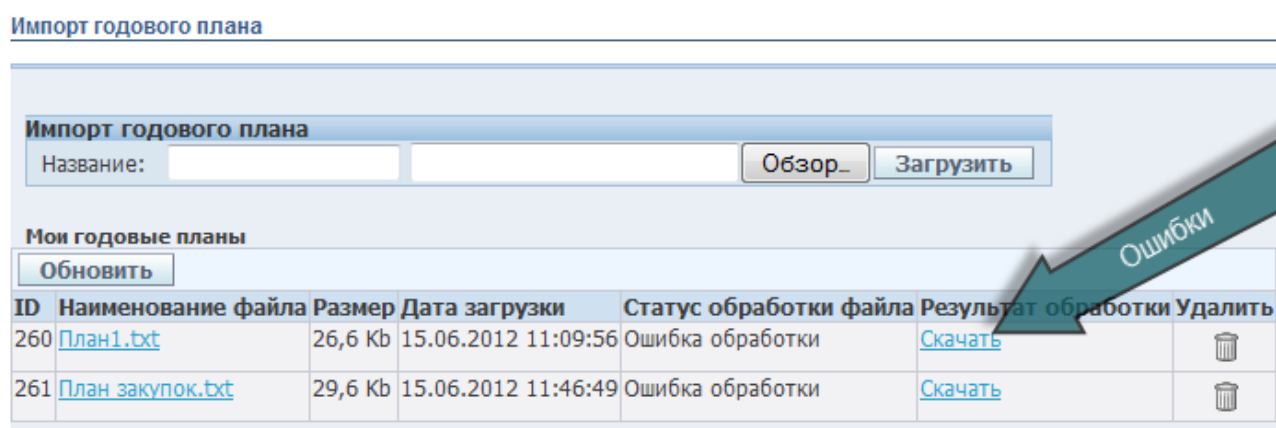 Импорт годового плана
Импорт годового плана
Название: Обзор... Загрузить
Ошибки
Мои годовые планы
Обновить
ID Наименование файла Размер Дата загрузки Статус обработки файла Результат обработки Удалить
260 План1.txt 26,6 Kb 15.06.2012 11:09:56 Ошибка обработки Скачать
261 План закупок.txt 29,6 Kb 15.06.2012 11:46:49 Ошибка обработки Скачать